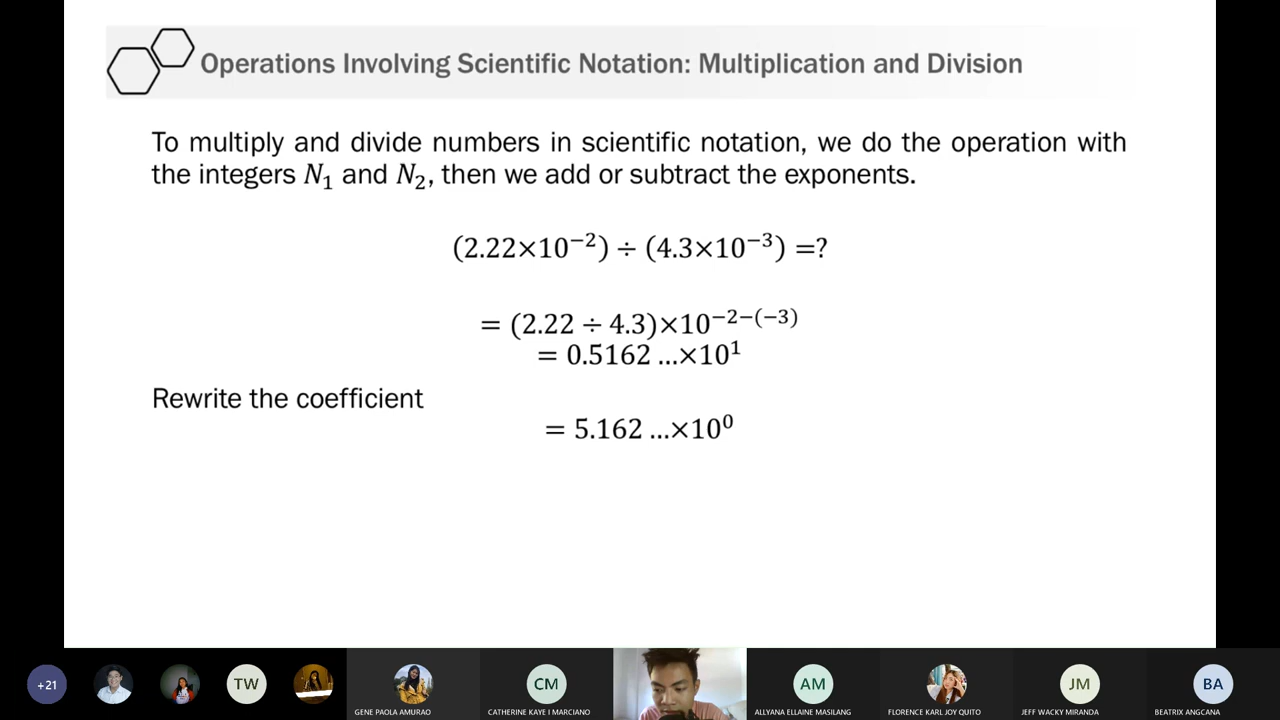 Operations Involving Scientific Notation: Multiplication and Division
To multiply and divide numbers in scientific notation, we do the operation with
the integers N₁ and N₂, then we add or subtract the exponents.
(2.22×10⁻²) ÷ (4.3×10⁻³) =?
= (2.22 ÷ 4.3)×10⁻²⁻⁽⁻³⁾
= 0.5162 …×10¹
Rewrite the coefficient
= 5.162 …×10⁰
+21
TW
CM
AM
JM
BA
GENE PAOLA AMURAO
CATHERINE KAYE I MARCIANO
ALLYANA ELLAINE MASILANG
FLORENCE KARL JOY QUITO
JEFF WACKY MIRANDA
BEATRIX ANGCANA